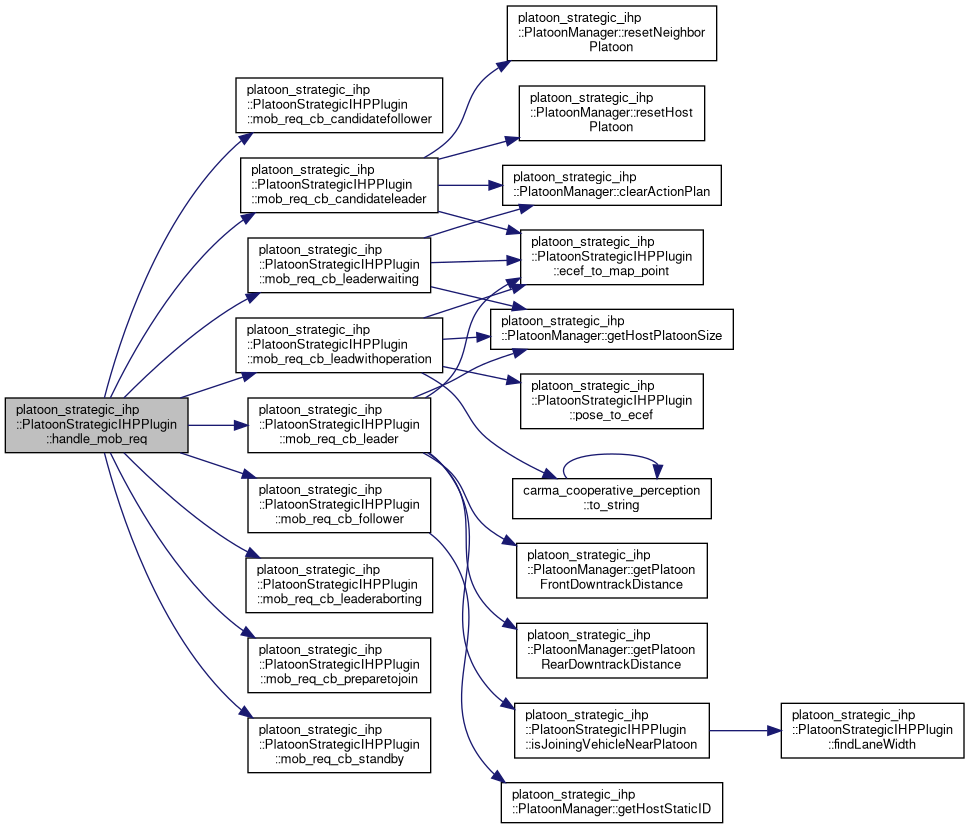 platoon_strategic_ihp
::PlatoonStrategicIHPPlugin
::handle_mob_req
platoon_strategic_ihp
::PlatoonStrategicIHPPlugin
::mob_req_cb_candidatefollower
platoon_strategic_ihp
::PlatoonStrategicIHPPlugin
::mob_req_cb_candidateleader
platoon_strategic_ihp
::PlatoonStrategicIHPPlugin
::mob_req_cb_leaderwaiting
platoon_strategic_ihp
::PlatoonStrategicIHPPlugin
::mob_req_cb_leadwithoperation
platoon_strategic_ihp
::PlatoonStrategicIHPPlugin
::mob_req_cb_leader
platoon_strategic_ihp
::PlatoonStrategicIHPPlugin
::mob_req_cb_follower
platoon_strategic_ihp
::PlatoonStrategicIHPPlugin
::mob_req_cb_leaderaborting
platoon_strategic_ihp
::PlatoonStrategicIHPPlugin
::mob_req_cb_preparetojoin
platoon_strategic_ihp
::PlatoonStrategicIHPPlugin
::mob_req_cb_standby
platoon_strategic_ihp
::PlatoonManager::resetNeighbor
Platoon
platoon_strategic_ihp
::PlatoonManager::resetHost
Platoon
platoon_strategic_ihp
::PlatoonManager::clearActionPlan
platoon_strategic_ihp
::PlatoonStrategicIHPPlugin
::ecef_to_map_point
platoon_strategic_ihp
::PlatoonManager::getHostPlatoonSize
platoon_strategic_ihp
::PlatoonStrategicIHPPlugin
::pose_to_ecef
carma_cooperative_perception
::to_string
platoon_strategic_ihp
::PlatoonManager::getPlatoon
FrontDowntrackDistance
platoon_strategic_ihp
::PlatoonManager::getPlatoon
RearDowntrackDistance
platoon_strategic_ihp
::PlatoonStrategicIHPPlugin
::isJoiningVehicleNearPlatoon
platoon_strategic_ihp
::PlatoonManager::getHostStaticID
platoon_strategic_ihp
::PlatoonStrategicIHPPlugin
::findLaneWidth